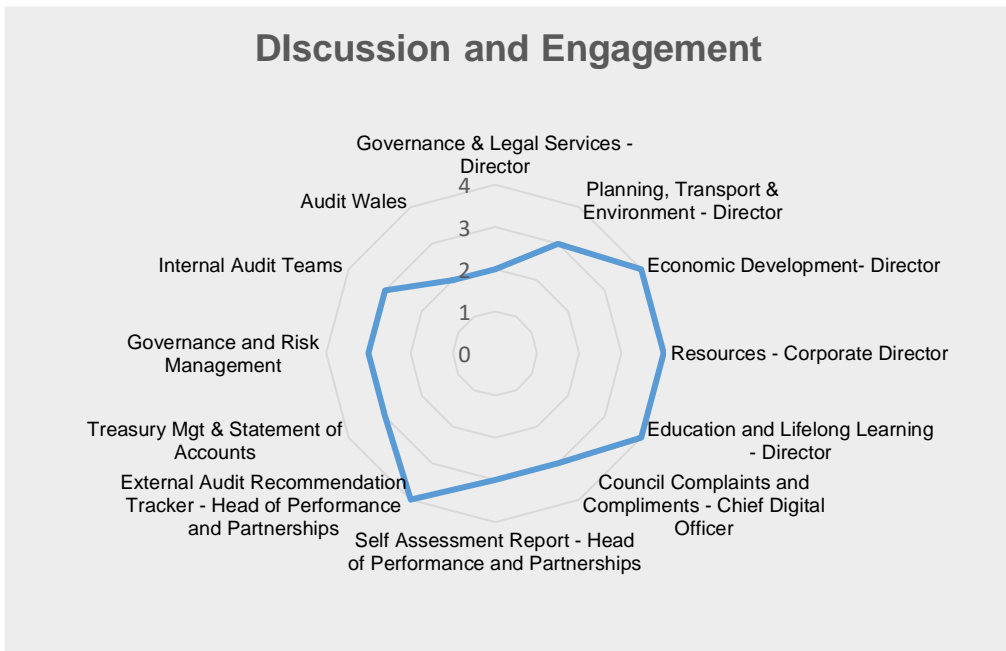 DIscussion and Engagement
Governance & Legal Services -
Director
Planning, Transport &
Environment - Director
Economic Development- Director
Resources - Corporate Director
Education and Lifelong Learning
- Director
Council Complaints and
Compliments - Chief Digital
Officer
Self Assessment Report - Head
of Performance and Partnerships
External Audit Recommendation
Tracker - Head of Performance
and Partnerships
Treasury Mgt & Statement of
Accounts
Governance and Risk
Management
Internal Audit Teams
Audit Wales
4
3
2
1
0